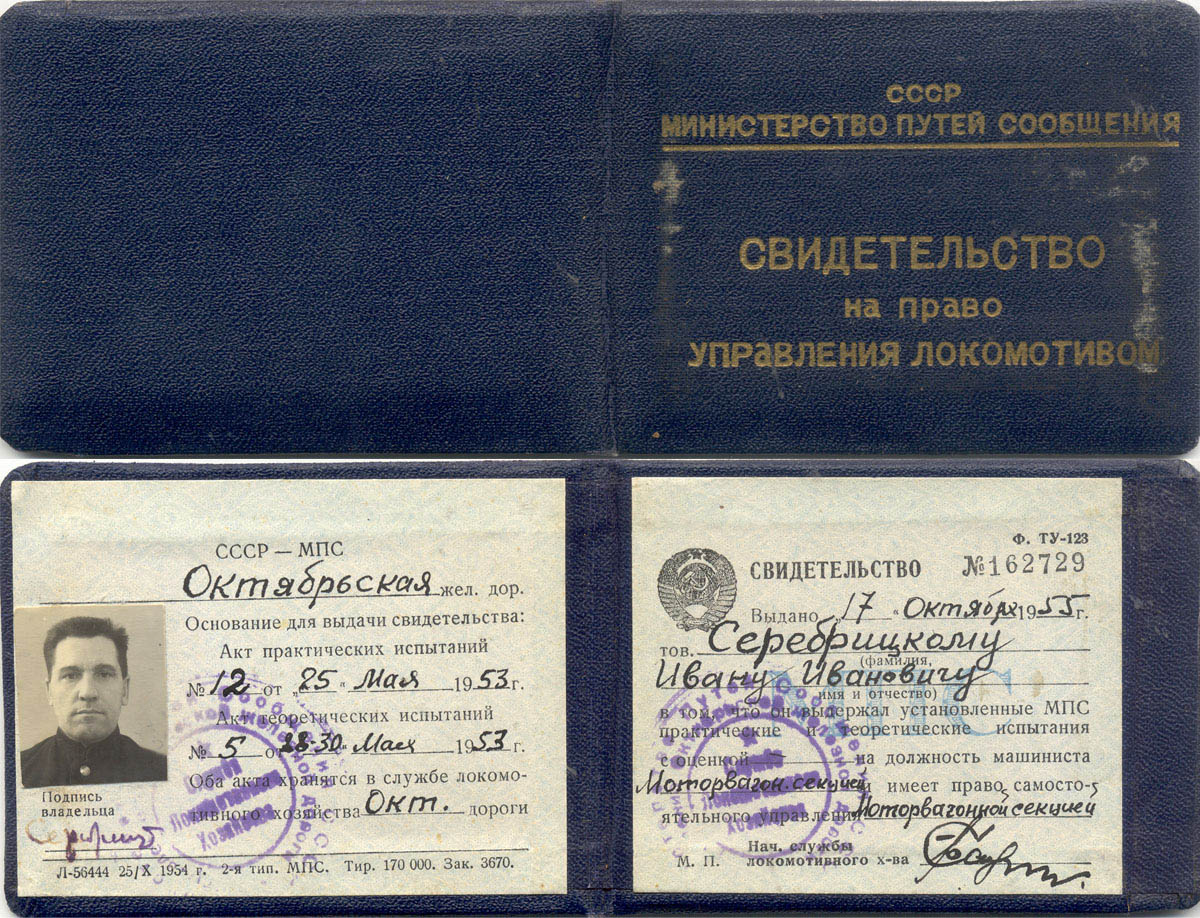 СССР
МИНИСТЕРСТВО ПУТЕЙ СООБЩЕНИЯ
СВИДЕТЕЛЬСТВО
на право
УПРАВЛЕНИЯ ЛОКОМОТИВОМ
СССР — МПС
Октябрьская жел. дор.
Основание для выдачи свидетельства:
Акт практических испытаний
№ 12 от „25“ Мая 1953 г.
Акт теоретических испытаний
№ 5 от 28-30 Мая 1953 г.
Оба акта хранятся в службе локомо-
тивного хозяйства Окт. дороги
Подпись
владельца
Л-56444 25/X 1954 г. 2-я тип. МПС. Тир. 170 000. Зак. 3670.
Ф. ТУ-123
СВИДЕТЕЛЬСТВО №162729
Выдано „17“ Октября 1955 г.
тов. Серебрицкому
(фамилия,
Ивану Ивановичу
имя и отчество)
в том, что он выдержал установленные МПС
практические и теоретические испытания
с оценкой на должность машиниста
Моторвагон. секции имеет право самосто-
ятельного управления Моторвагонной секцией
Нач. службы
М. П. локомотивного х-ва